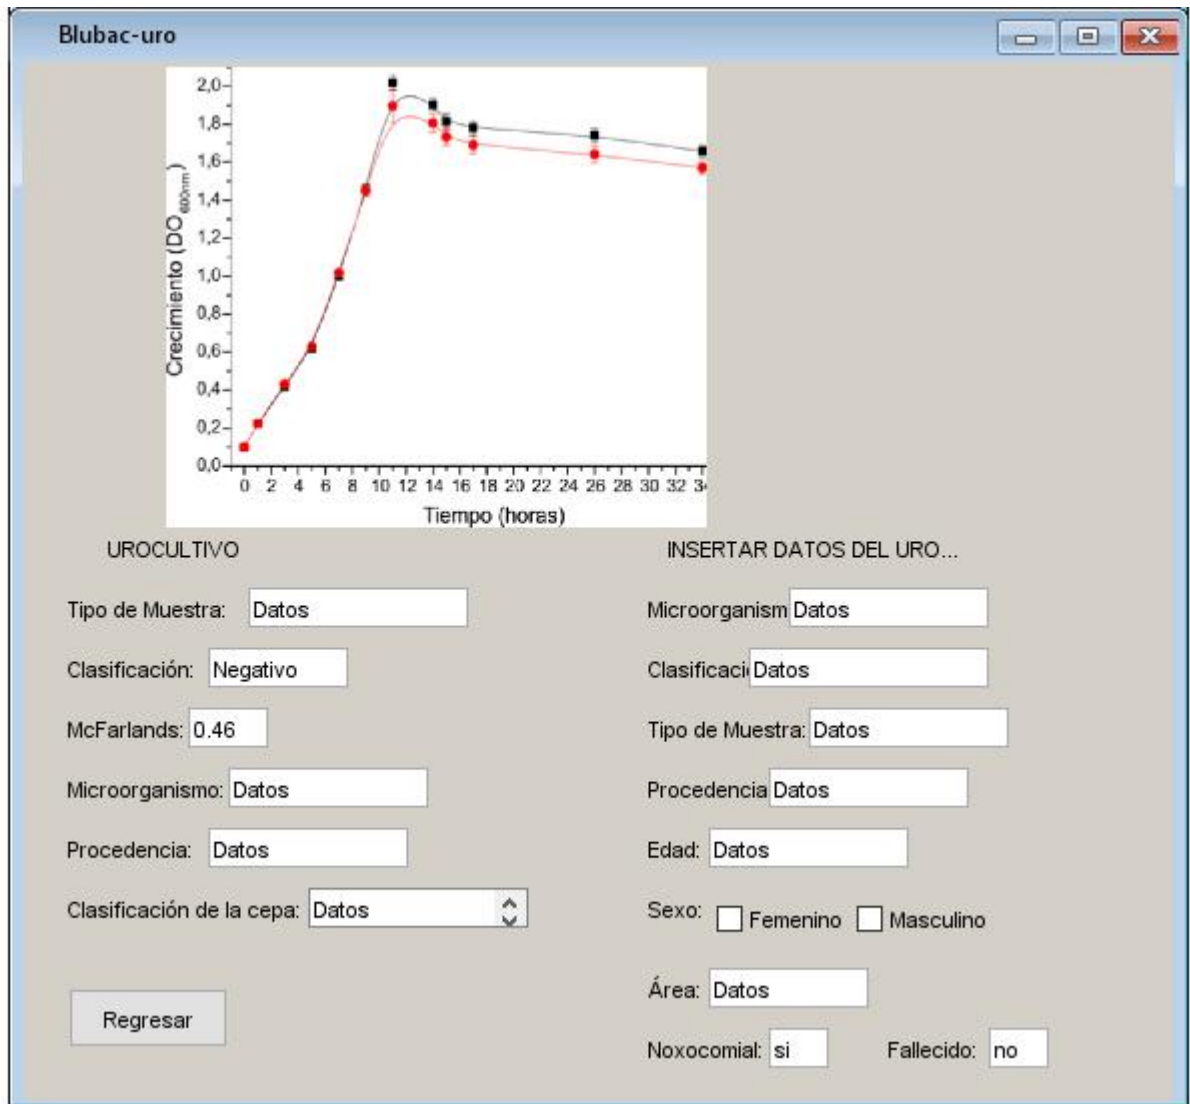 Blubac-uro
2,0
1,8
1,6
1,4
1,2
1,0
0,8
0,6
0,4
0,2
0,0
Crecimiento (DO600nm)
0 2 4 6 8 10 12 14 16 18 20 22 24 26 28 30 32 34
Tiempo (horas)
UROCULTIVO
Tipo de Muestra: Datos
Clasificación: Negativo
McFarlands: 0.46
Microorganismo: Datos
Procedencia: Datos
Clasificación de la cepa: Datos
Regresar
INSERTAR DATOS DEL URO...
Microorganism Datos
Clasificaci Datos
Tipo de Muestra: Datos
Procedencia Datos
Edad: Datos
Sexo: Femenino Masculino
Área: Datos
Noxocomial: si Fallecido: no